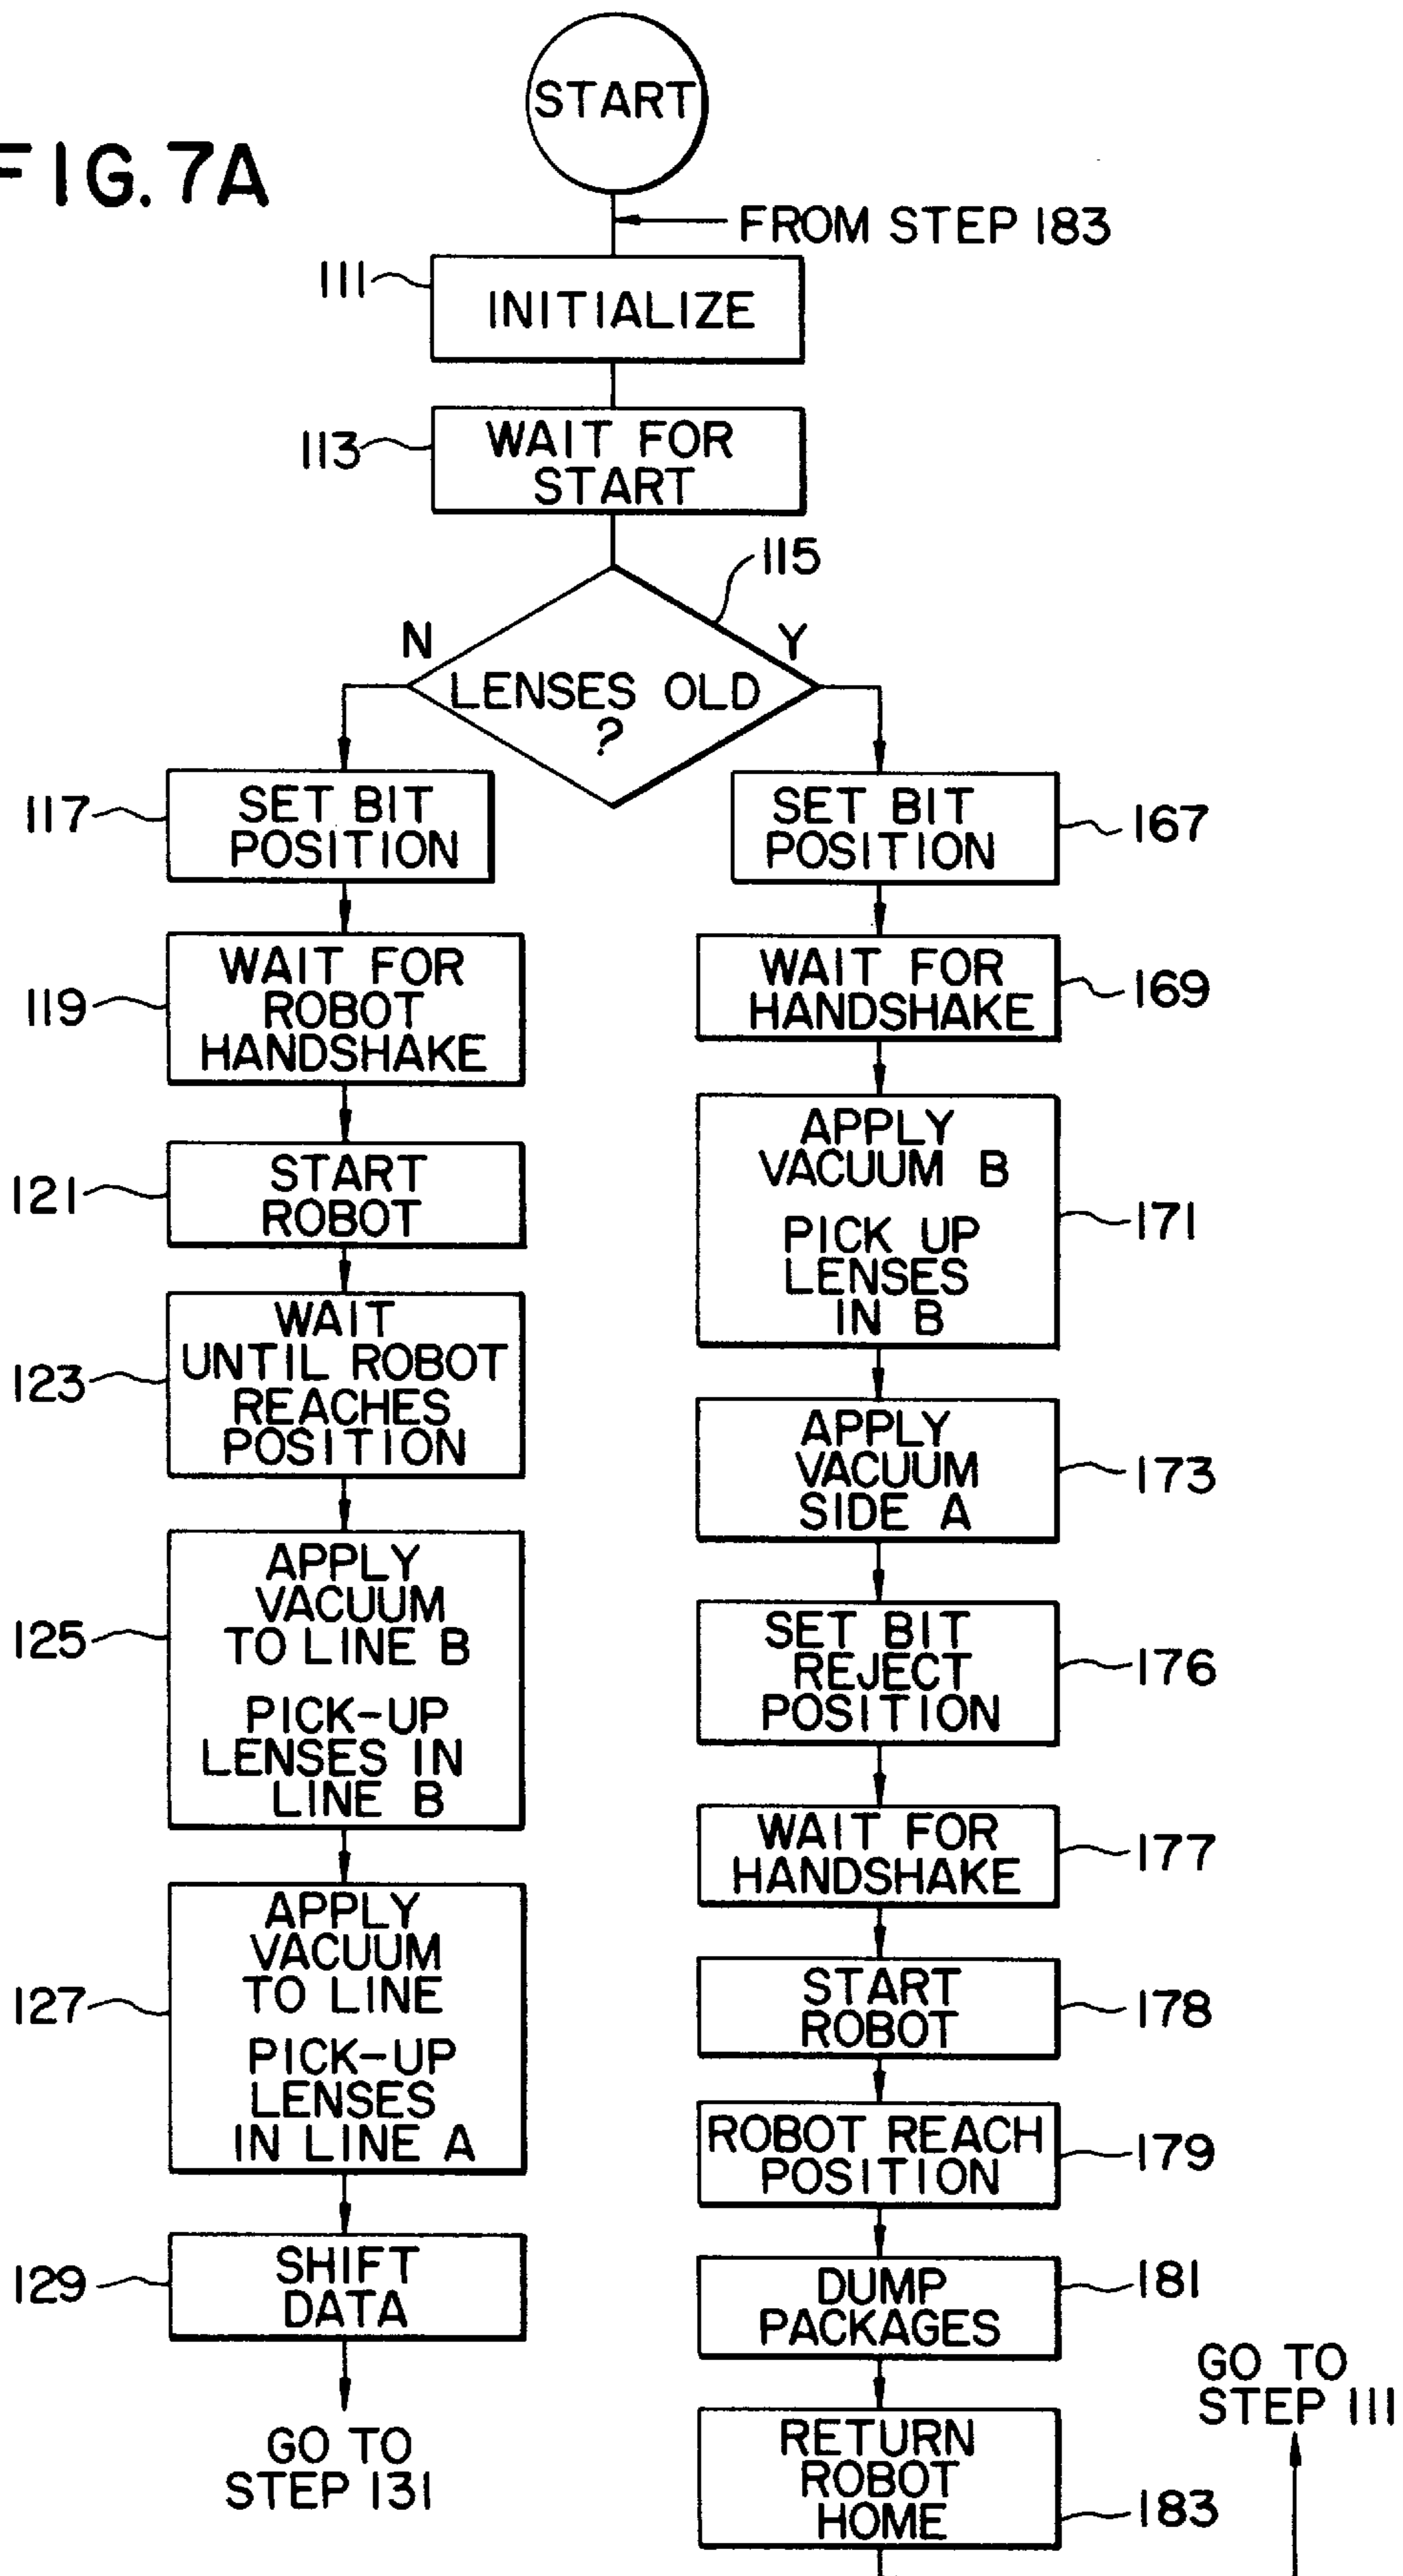 START
FIG. 7A
FROM STEP 183
111
INITIALIZE
113
WAIT FOR
START
115
N
Y
LENSES OLD
?
117
SET BIT
POSITION
119
WAIT FOR
ROBOT
HANDSHAKE
121
START
ROBOT
123
WAIT
UNTIL ROBOT
REACHES
POSITION
125
APPLY
VACUUM
TO LINE B
PICK-UP
LENSES IN
LINE B
127
APPLY
VACUUM
TO LINE
PICK-UP
LENSES
IN LINE A
129
SHIFT
DATA
GO TO
STEP 131
SET BIT
POSITION
167
WAIT FOR
HANDSHAKE
169
APPLY
VACUUM B
PICK UP
LENSES
IN B
171
APPLY
VACUUM
SIDE A
173
SET BIT
REJECT
POSITION
176
WAIT FOR
HANDSHAKE
177
START
ROBOT
178
ROBOT REACH
POSITION
179
DUMP
PACKAGES
181
RETURN
ROBOT
HOME
183
GO TO
STEP 111